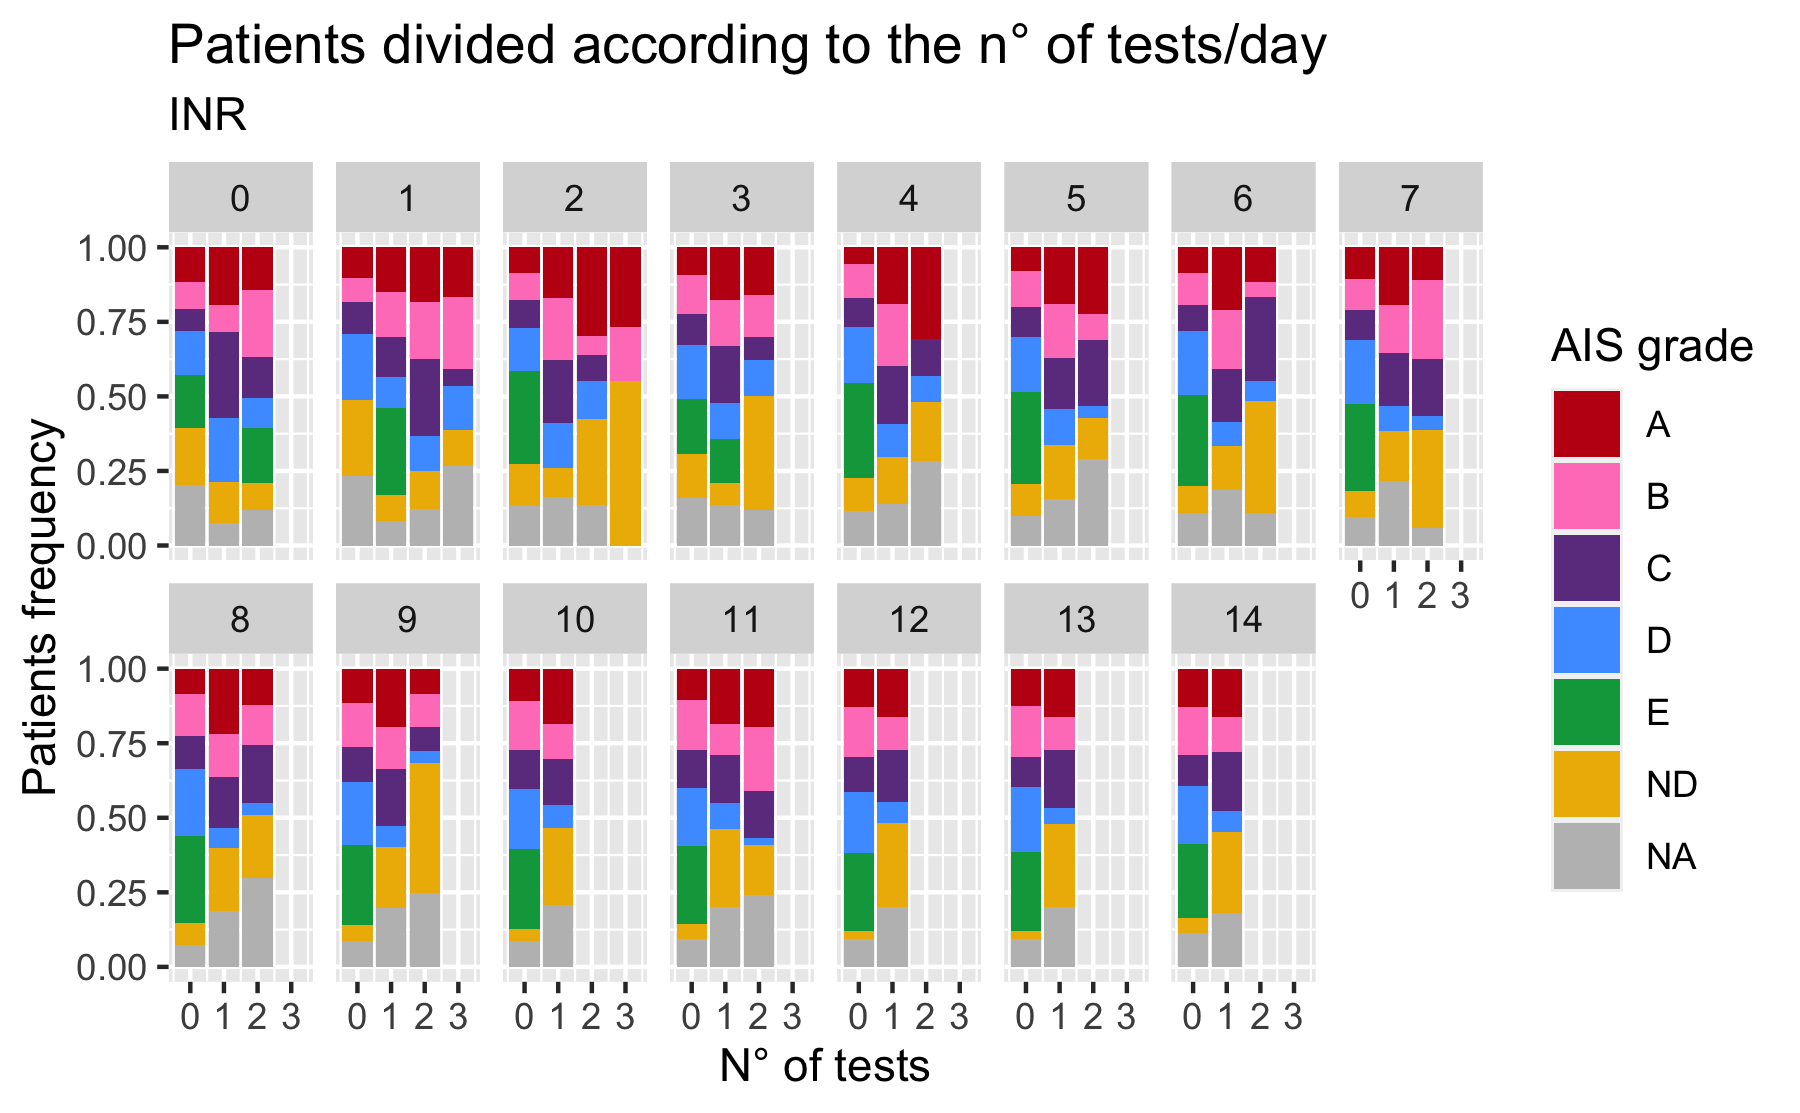 Patients divided according to the n° of tests/day
INR
0 1 2 3 4 5 6 7
1.00
0.75
0.50
0.25
0.00
0 1 2 3
8 9 10 11 12 13 14
1.00
0.75
0.50
0.25
0.00
0 1 2 3 0 1 2 3 0 1 2 3 0 1 2 3 0 1 2 3 0 1 2 3 0 1 2 3
N° of tests
Patients frequency
AIS grade
A
B
C
D
E
ND
NA